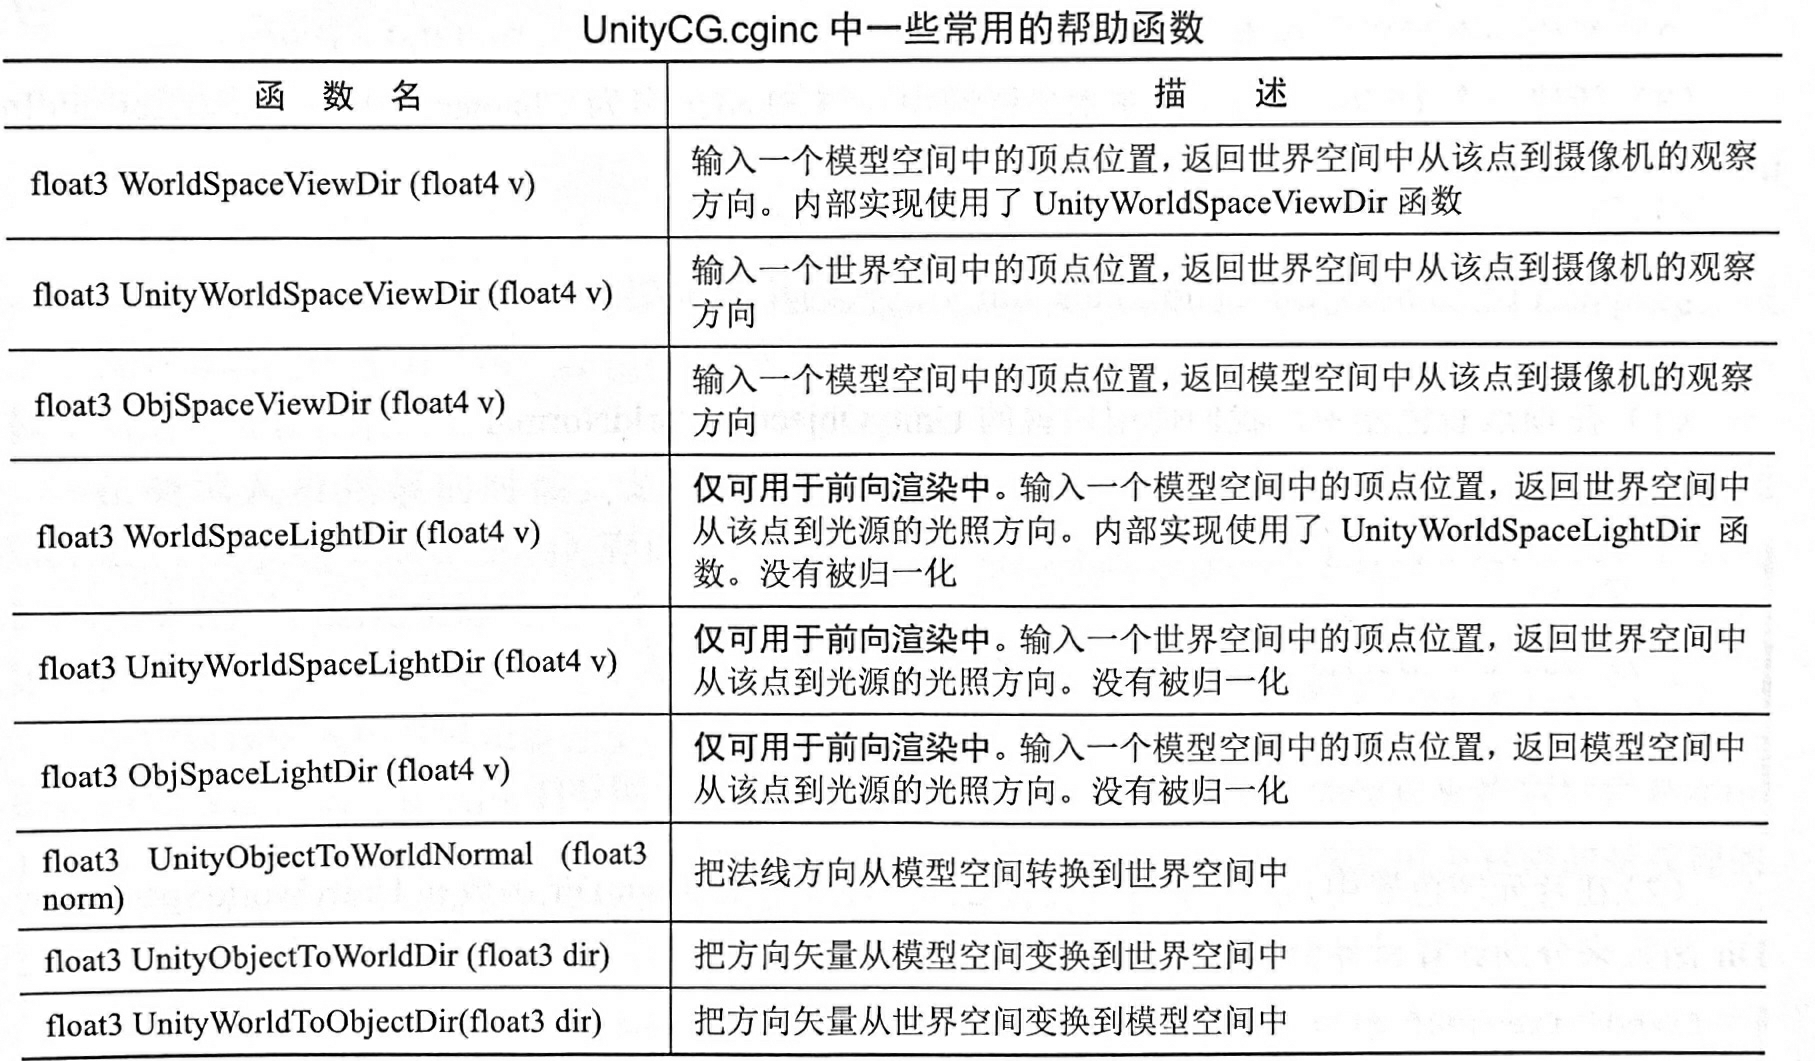 UnityCG.cginc 中一些常用的帮助函数
函 数 名
描 述
float3 WorldSpaceViewDir (float4 v)
输入一个模型空间中的顶点位置,返回世界空间中从该点到摄像机的观察
方向。内部实现使用了 UnityWorldSpaceViewDir 函数
float3 UnityWorldSpaceViewDir (float4 v)
输入一个世界空间中的顶点位置,返回世界空间中从该点到摄像机的观察
方向
float3 ObjSpaceViewDir (float4 v)
输入一个模型空间中的顶点位置,返回模型空间中从该点到摄像机的观察
方向
float3 WorldSpaceLightDir (float4 v)
仅可用于前向渲染中。输入一个模型空间中的顶点位置，返回世界空间中
从该点到光源的光照方向。内部实现使用了 UnityWorldSpaceLightDir 函
数。没有被归一化
float3 UnityWorldSpaceLightDir (float4 v)
仅可用于前向渲染中。输入一个世界空间中的顶点位置，返回世界空间中
从该点到光源的光照方向。没有被归一化
float3 ObjSpaceLightDir (float4 v)
仅可用于前向渲染中。输入一个模型空间中的顶点位置，返回模型空间中
从该点到光源的光照方向。没有被归一化
float3 UnityObjectToWorldNormal (float3
norm)
把法线方向从模型空间转换到世界空间中
float3 UnityObjectToWorldDir (float3 dir)
把方向矢量从模型空间变换到世界空间中
float3 UnityWorldToObjectDir(float3 dir)
把方向矢量从世界空间变换到模型空间中